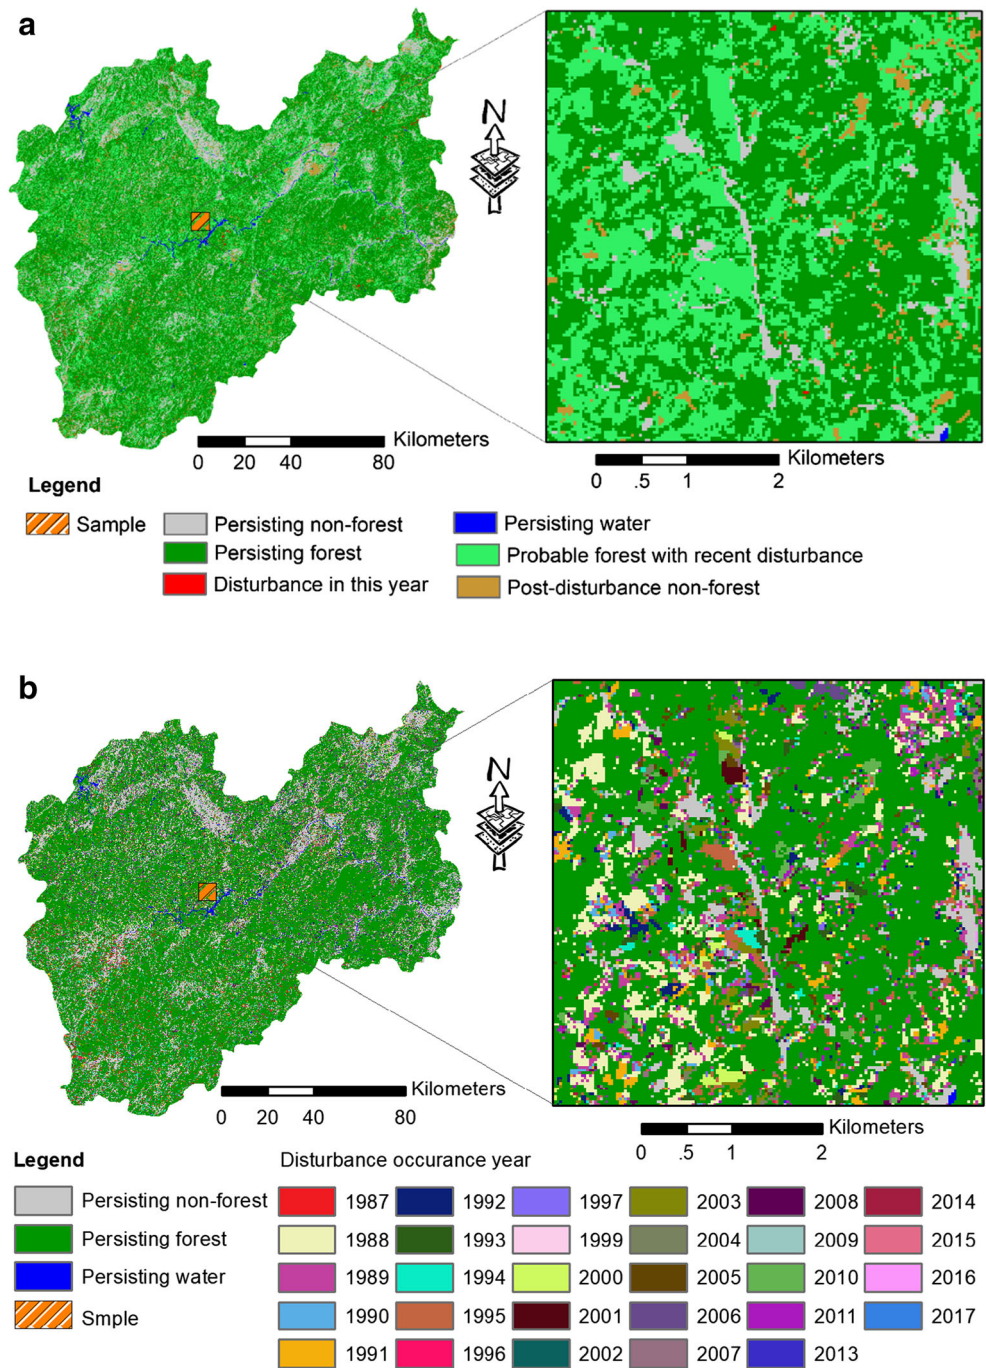 a
N
Kilometers
0 20 40 80
Kilometers
0 .5 1 2
Legend
Sample
Persisting non-forest
Persisting water
Persisting forest
Probable forest with recent disturbance
Disturbance in this year
Post-disturbance non-forest
b
N
Kilometers
0 20 40 80
Kilometers
0 .5 1 2
Legend
Persisting non-forest
Persisting forest
Persisting water
Smple
Disturbance occurance year
1987 1992 1997 2003 2008 2014
1988 1993 1999 2004 2009 2015
1989 1994 2000 2005 2010 2016
1990 1995 2001 2006 2011 2017
1991 1996 2002 2007 2013